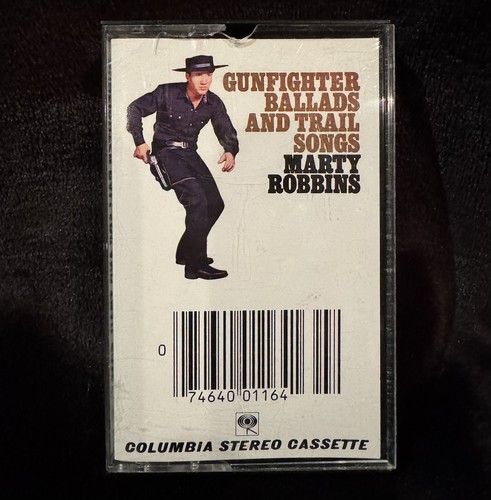 GUNFIGHTER
BALLADS
AND TRAIL
SONGS
MARTY
ROBBINS
0
74640 01164
COLUMBIA STEREO CASSETTE